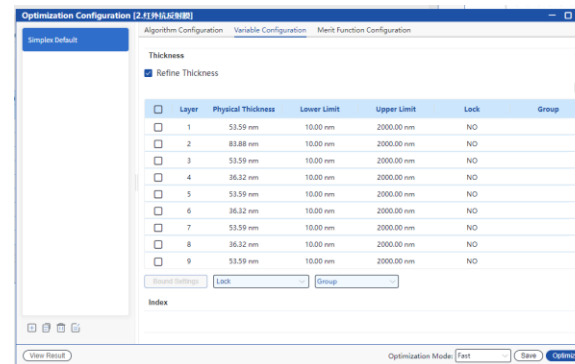 Optimization Configuration [2.红外抗反射膜]
Simplex Default
Algorithm Configuration Variable Configuration Merit Function Configuration
Thickness
Refine Thickness
Layer Physical Thickness Lower Limit Upper Limit Lock Group
1 53.59 nm 10.00 nm 2000.00 nm NO
2 83.88 nm 10.00 nm 2000.00 nm NO
3 53.59 nm 10.00 nm 2000.00 nm NO
4 36.32 nm 10.00 nm 2000.00 nm NO
5 53.59 nm 10.00 nm 2000.00 nm NO
6 36.32 nm 10.00 nm 2000.00 nm NO
7 53.59 nm 10.00 nm 2000.00 nm NO
8 36.32 nm 10.00 nm 2000.00 nm NO
9 53.59 nm 10.00 nm 2000.00 nm NO
Bound Settings Lock Group
Index
View Result Optimization Mode: Fast Save Optimiz